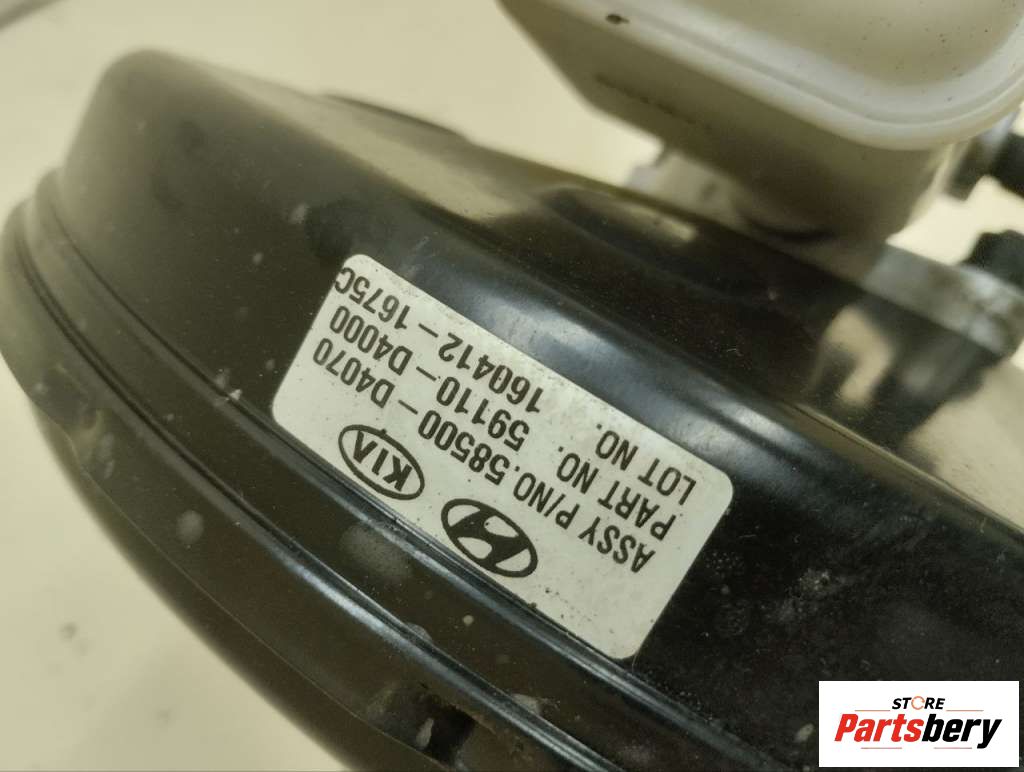 KIA
ASSY P/NO.58500-D4070
PART NO. 59110-D4000
LOT NO. 160412-1675C
STORE
Partsbery